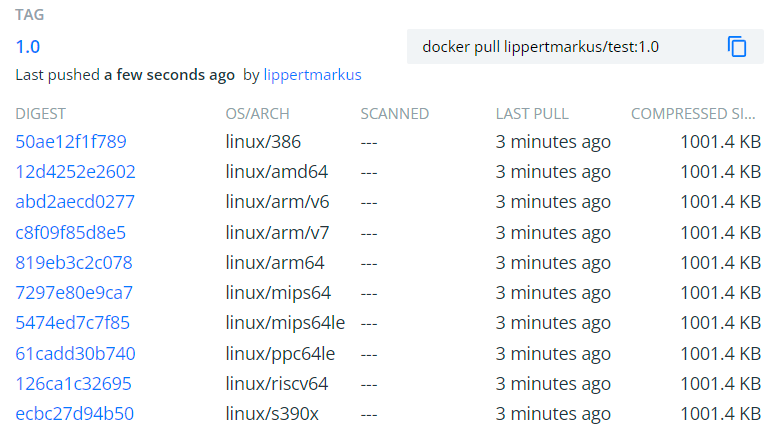 TAG
1.0 docker pull lippertmarkus/test:1.0
Last pushed a few seconds ago by lippertmarkus
DIGEST OS/ARCH SCANNED LAST PULL COMPRESSED SI...
50ae12f1f789 linux/386 --- 3 minutes ago 1001.4 KB
12d4252e2602 linux/amd64 --- 3 minutes ago 1001.4 KB
abd2aecd0277 linux/arm/v6 --- 3 minutes ago 1001.4 KB
c8f09f85d8e5 linux/arm/v7 --- 3 minutes ago 1001.4 KB
819eb3c2c078 linux/arm64 --- 3 minutes ago 1001.4 KB
7297e80e9ca7 linux/mips64 --- 3 minutes ago 1001.4 KB
5474ed7c7f85 linux/mips64le --- 3 minutes ago 1001.4 KB
61cadd30b740 linux/ppc64le --- 3 minutes ago 1001.4 KB
126ca1c32695 linux/riscv64 --- 3 minutes ago 1001.4 KB
ecbc27d94b50 linux/s390x --- 3 minutes ago 1001.4 KB